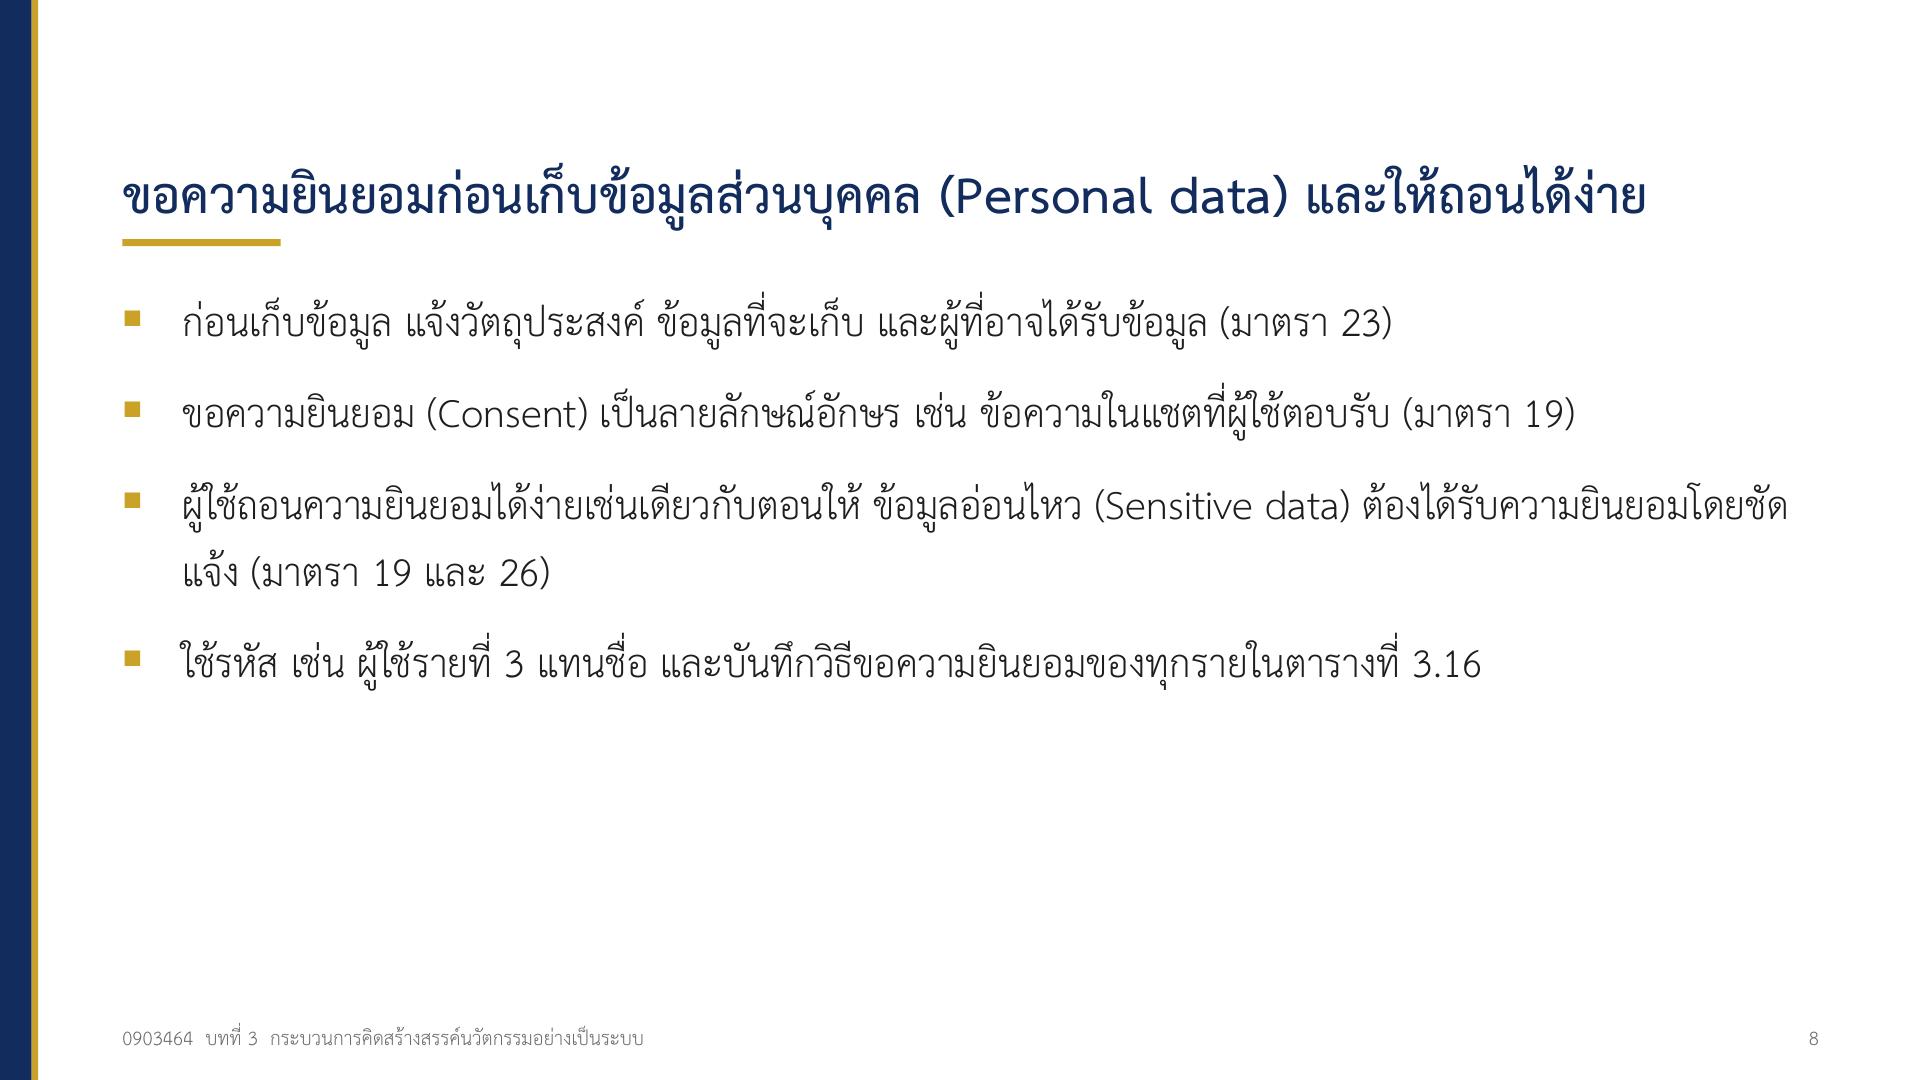 ขอความยินยอมก่อนเก็บข้อมูลส่วนบุคคล (Personal data) และให้ถอนได้ง่าย
ก่อนเก็บข้อมูล แจ้งวัตถุประสงค์ ข้อมูลที่จะเก็บ และผู้ที่อาจได้รับข้อมูล (มาตรา 23)
ขอความยินยอม (Consent) เป็นลายลักษณ์อักษร เช่น ข้อความในแชตที่ผู้ใช้ตอบรับ (มาตรา 19)
ผู้ใช้ถอนความยินยอมได้ง่ายเช่นเดียวกับตอนให้ ข้อมูลอ่อนไหว (Sensitive data) ต้องได้รับความยินยอมโดยชัด
แจ้ง (มาตรา 19 และ 26)
ใช้รหัส เช่น ผู้ใช้รายที่ 3 แทนชื่อ และบันทึกวิธีขอความยินยอมของทุกรายในตารางที่ 3.16
0903464 บทที่ 3 กระบวนการคิดสร้างสรรค์นวัตกรรมอย่างเป็นระบบ
8